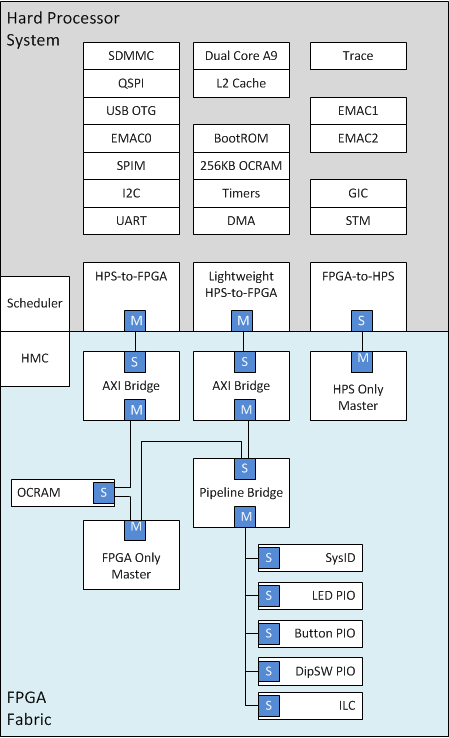 Hard Processor
System
SDMMC
QSPI
USB OTG
EMAC0
SPIM
I2C
UART
Dual Core A9
L2 Cache
BootROM
256KB OCRAM
Timers
DMA
Trace
EMAC1
EMAC2
GIC
STM
Scheduler
HMC
HPS-to-FPGA
M
Lightweight
HPS-to-FPGA
M
FPGA-to-HPS
S
S
AXI Bridge
M
S
AXI Bridge
M
M
HPS Only
Master
OCRAM
S
M
FPGA Only
Master
S
Pipeline Bridge
M
S
SysID
S
LED PIO
S
Button PIO
S
DipSW PIO
S
ILC
FPGA
Fabric